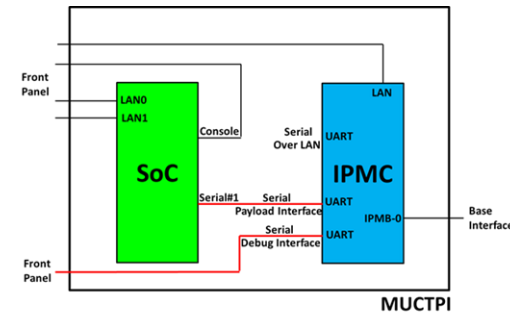 Front
Panel
LAN0
LAN1
SoC
Console
Serial#1
Serial
Payload Interface
Serial
Debug Interface
Serial
Over LAN
LAN
UART
IPMC
UART
IPMB-0
UART
Base
Interface
Front
Panel
MUCTPI